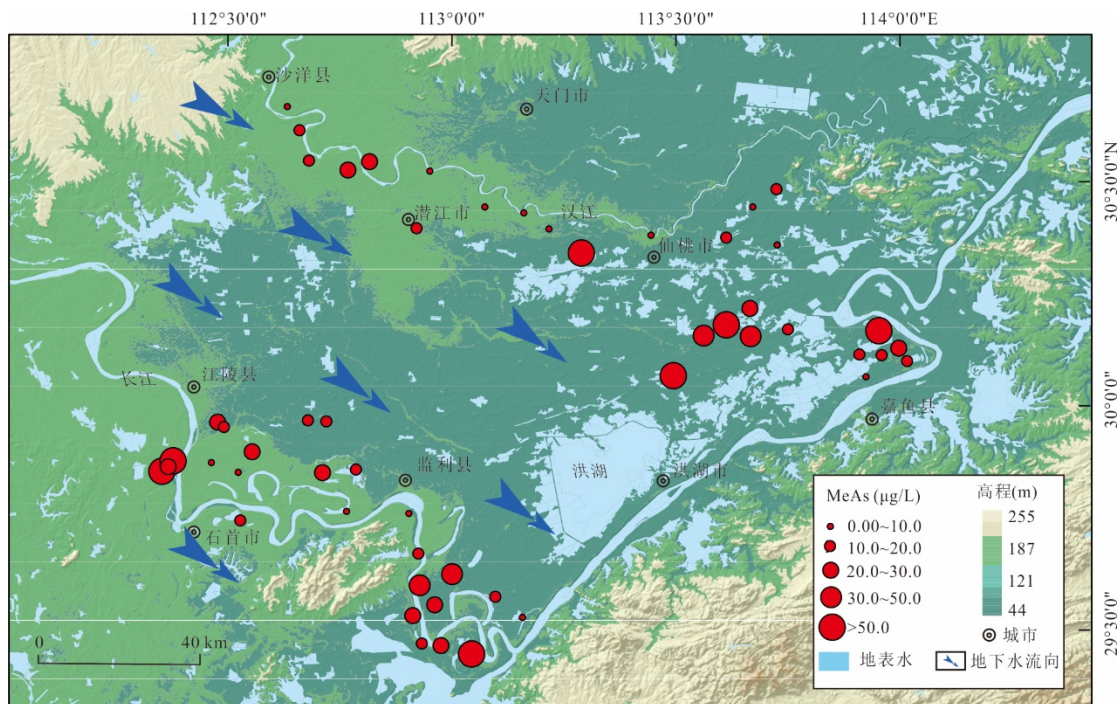 112°30′0″
113°0′0″
113°30′0″
114°0′0″E
沙洋县
天门市
30°30′0″N
潜江市
汉江
仙桃市
长江
江陵县
30°0′0″
嘉鱼县
监利县
洪湖
洪湖市
石首市
29°30′0″
0
40 km
MeAs (μg/L)
0.00~10.0
10.0~20.0
20.0~30.0
30.0~50.0
>50.0
地表水
高程(m)
255
187
121
44
城市
地下水流向